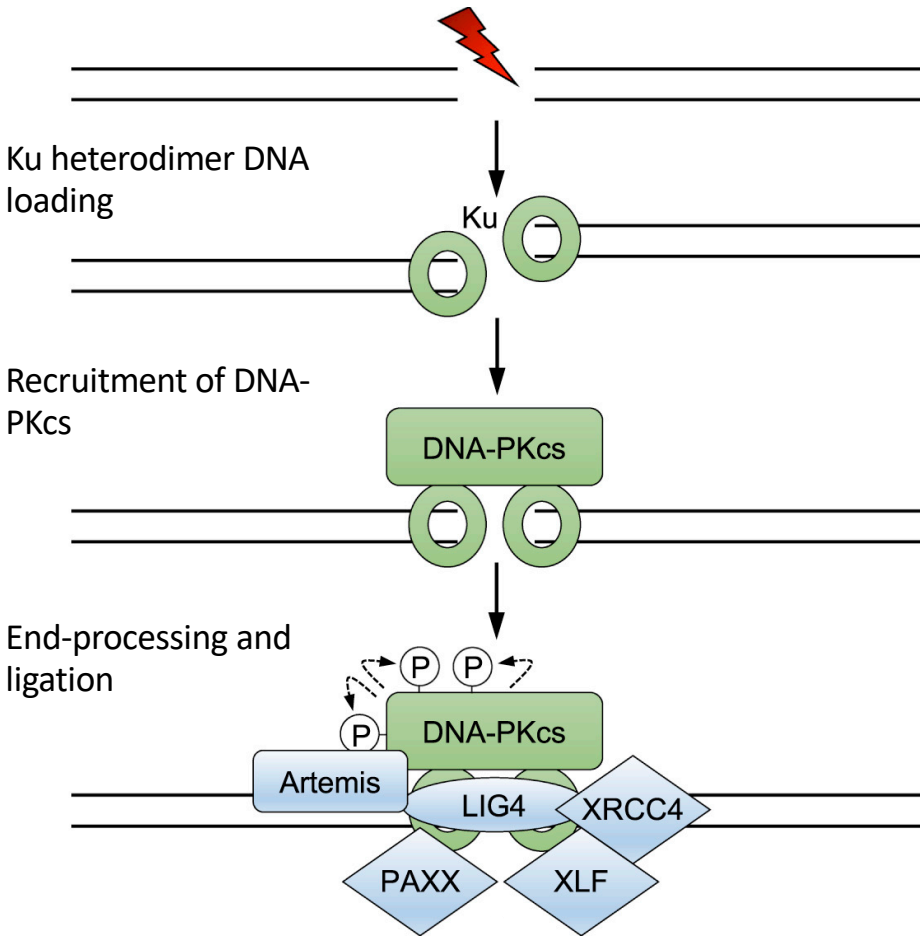 Ku heterodimer DNA
loading
Ku
Recruitment of DNA-
PKcs
DNA-PKcs
End-processing and
ligation
P
P
P
DNA-PKcs
Artemis
LIG4
XRCC4
PAXX
XLF